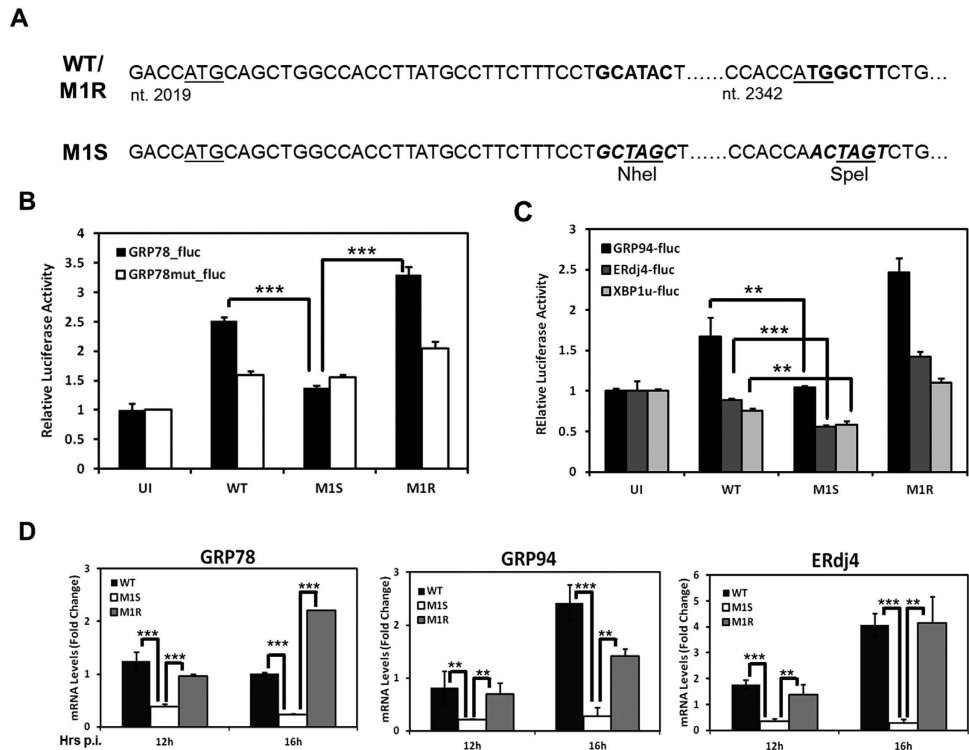 A
WT/
M1R
GACCATGCAGCTGGCCACCTTATGCCTTCTTTCCTGCATACT……CCACCATGGCTTCTG…
nt. 2019
nt. 2342
M1S
GACCATGCAGCTGGCCACCTTATGCCTTCTTTCCTGCTAGCT……CCACCAACTAGTCTG…
NheI
SpeI
B
Relative Luciferase Activity
4
3.5
3
2.5
2
1.5
1
0.5
0
GRP78_fluc
GRP78mut_fluc
***
***
UI
WT
M1S
M1R
C
RElative Luciferase Activity
3
2.5
2
1.5
1
0.5
0
GRP94-fluc
ERdj4-fluc
XBP1u-fluc
**
***
**
UI
WT
M1S
M1R
D
GRP78
mRNA Levels (Fold Change)
3
2
1
0
WT
M1S
M1R
***
***
***
***
Hrs p.i.
12h
16h
GRP94
mRNA Levels (Fold Change)
3
2
1
0
WT
M1S
M1R
**
**
***
**
12h
16h
ERdj4
mRNA Levels (Fold Change)
6
5
4
3
2
1
0
WT
M1S
M1R
***
**
***
**
12h
16h